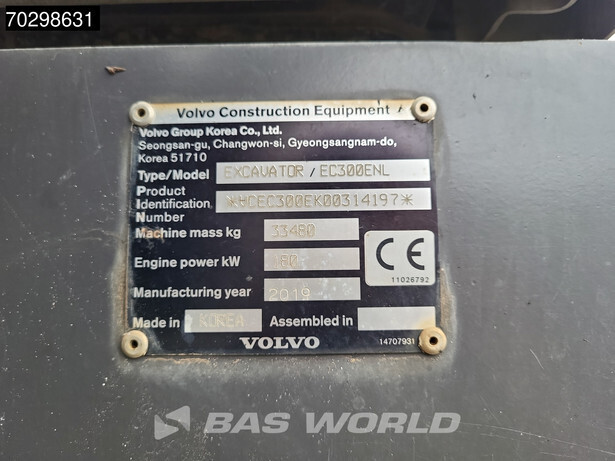 70298631
Volvo Construction Equipment
Volvo Group Korea Co., Ltd.
Seongsan-gu, Changwon-si, Gyeongsangnam-do,
Korea 51710
Type/Model EXCAVATOR / EC300ENL
Product
Identification
Number
Machine mass kg 33480
Engine power kW
CE
11026792
Manufacturing year 2019
Made in KOREA Assembled in
VOLVO 14707931
BAS WORLD